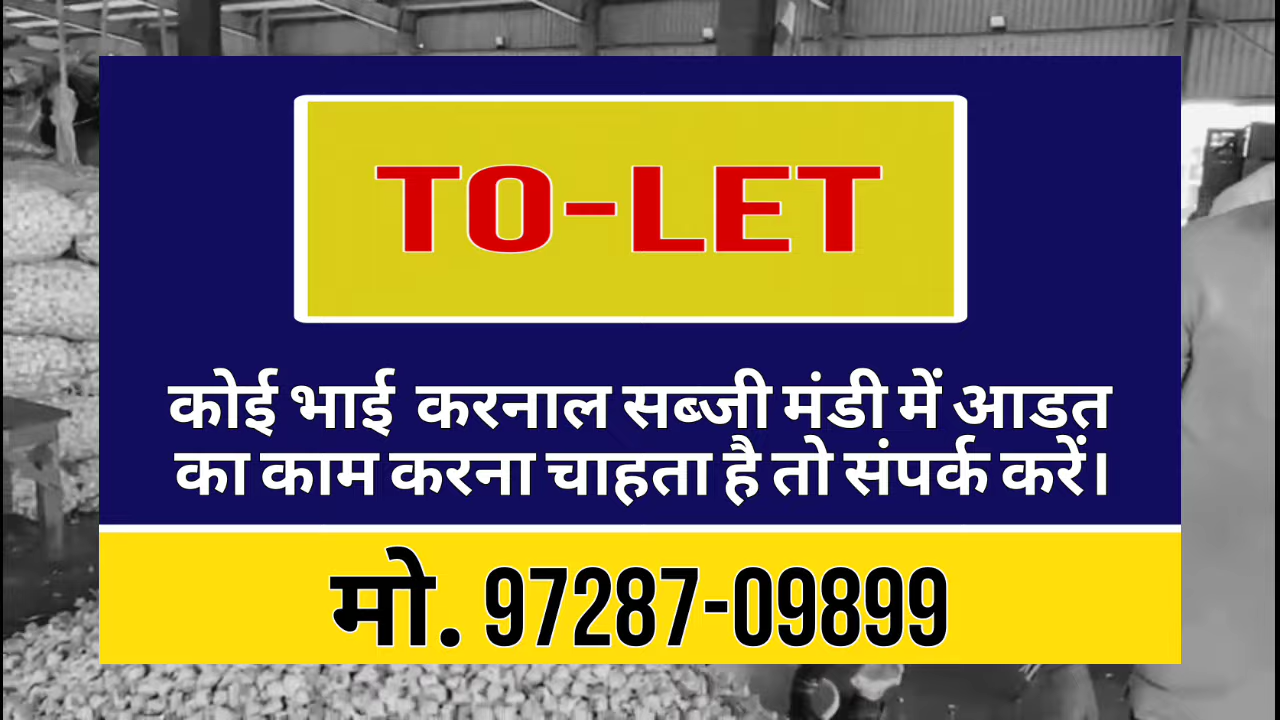 TO-LET
कोई भाई करनाल सब्जी मंडी में आडत
का काम करना चाहता है तो संपर्क करें।
मो. 97287-09899